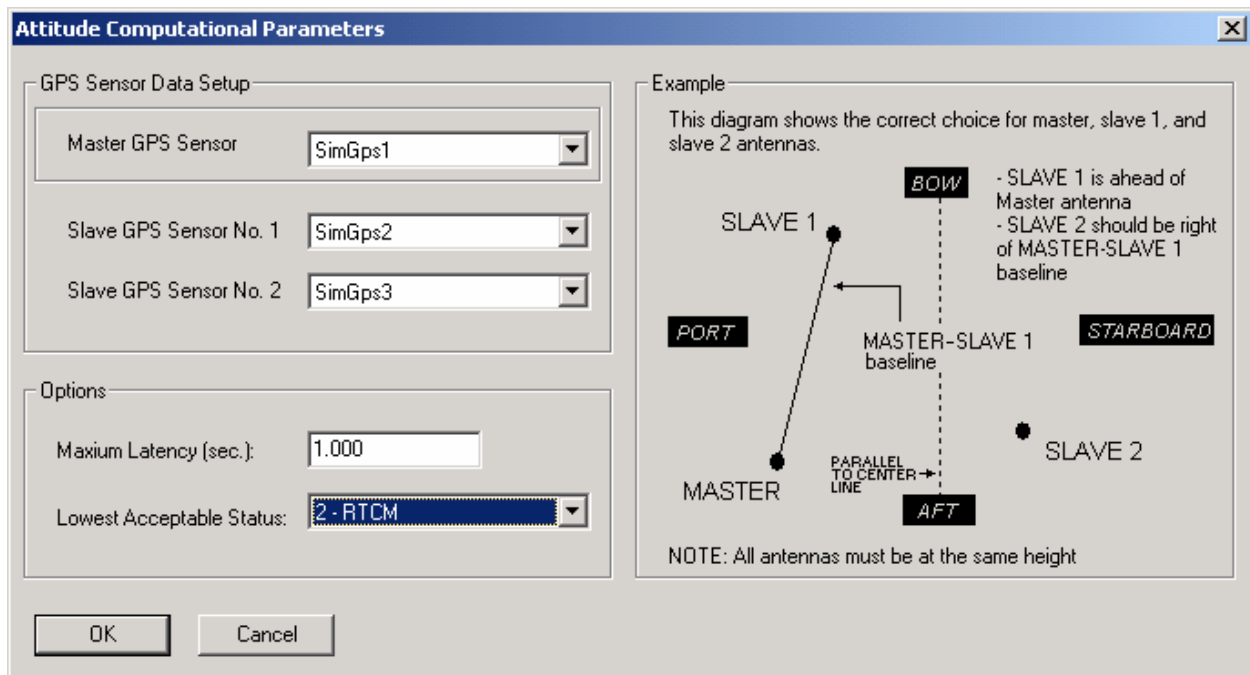 Attitude Computational Parameters
GPS Sensor Data Setup
Master GPS Sensor
SimGps1
Slave GPS Sensor No. 1
SimGps2
Slave GPS Sensor No. 2
SimGps3
Options
Maxium Latency (sec.):
1.000
Lowest Acceptable Status:
2 - RTCM
OK
Cancel
Example
This diagram shows the correct choice for master, slave 1, and
slave 2 antennas.
BOW
- SLAVE 1 is ahead of
Master antenna
- SLAVE 2 should be right
of MASTER-SLAVE 1
baseline
SLAVE 1
PORT
MASTER-SLAVE 1
baseline
STARBOARD
SLAVE 2
MASTER
PARALLEL
TO CENTER
LINE
AFT
NOTE: All antennas must be at the same height